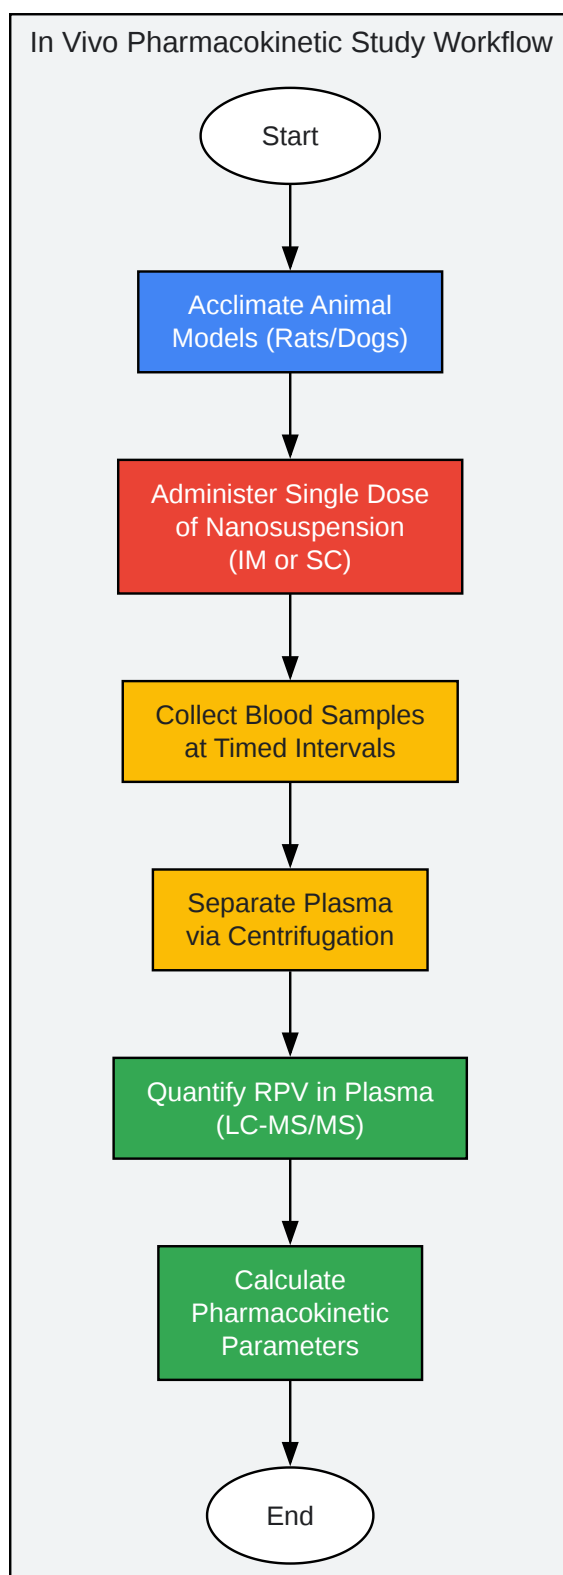 In Vivo Pharmacokinetic Study Workflow
Start
Acclimate Animal
Models (Rats/Dogs)
Administer Single Dose
of Nanosuspension
(IM or SC)
Collect Blood Samples
at Timed Intervals
Separate Plasma
via Centrifugation
Quantify RPV in Plasma
(LC-MS/MS)
Calculate
Pharmacokinetic
Parameters
End